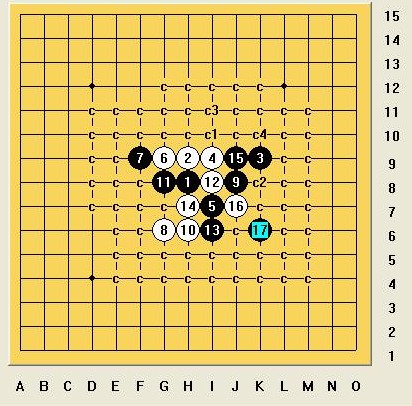 15
14
13
c c c c c 12
c c c c c c3 c c c c 11
c c c c c c1 c c4 c c 10
c c 7 6 2 4 15 3 c c 9
c c c 11 1 12 9 c2 c c 8
c c c c 14 5 16 c c c 7
c c 8 10 13 c 17 c c 6
c c c c c c c c c 5
c c c c c c c c c 4
3
2
1
A B C D E F G H I J K L M N O